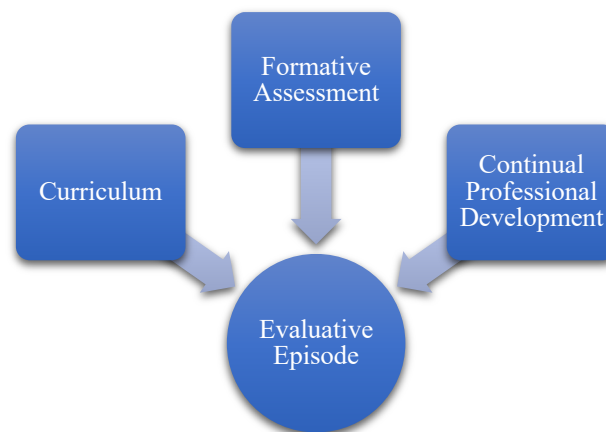 Formative
Assessment
Curriculum
Continual
Professional
Development
Evaluative
Episode